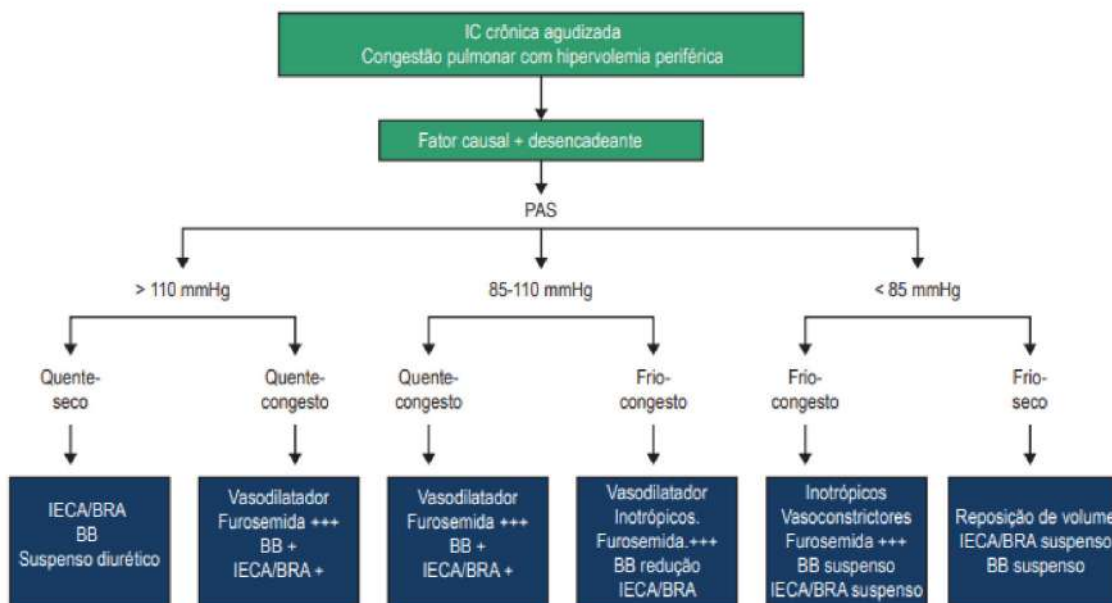 IC crônica agudizada
Congestão pulmonar com hipervolemia periférica
Fator causal + desencadeante
PAS
> 110 mmHg
85-110 mmHg
< 85 mmHg
Quente-
seco
Quente-
congesto
Quente-
congesto
Frio-
congesto
Frio-
congesto
Frio-
seco
IECA/BRA
BB
Suspenso diurético
Vasodilatador
Furosemida +++
BB +
IECA/BRA +
Vasodilatador
Furosemida +++
BB +
IECA/BRA +
Vasodilatador
Inotrópicos.
Furosemida.+++
BB redução
IECA/BRA
Inotrópicos
Vasoconstrictores
Furosemida +++
BB suspenso
IECA/BRA suspenso
Reposição de volume
IECA/BRA suspenso
BB suspenso